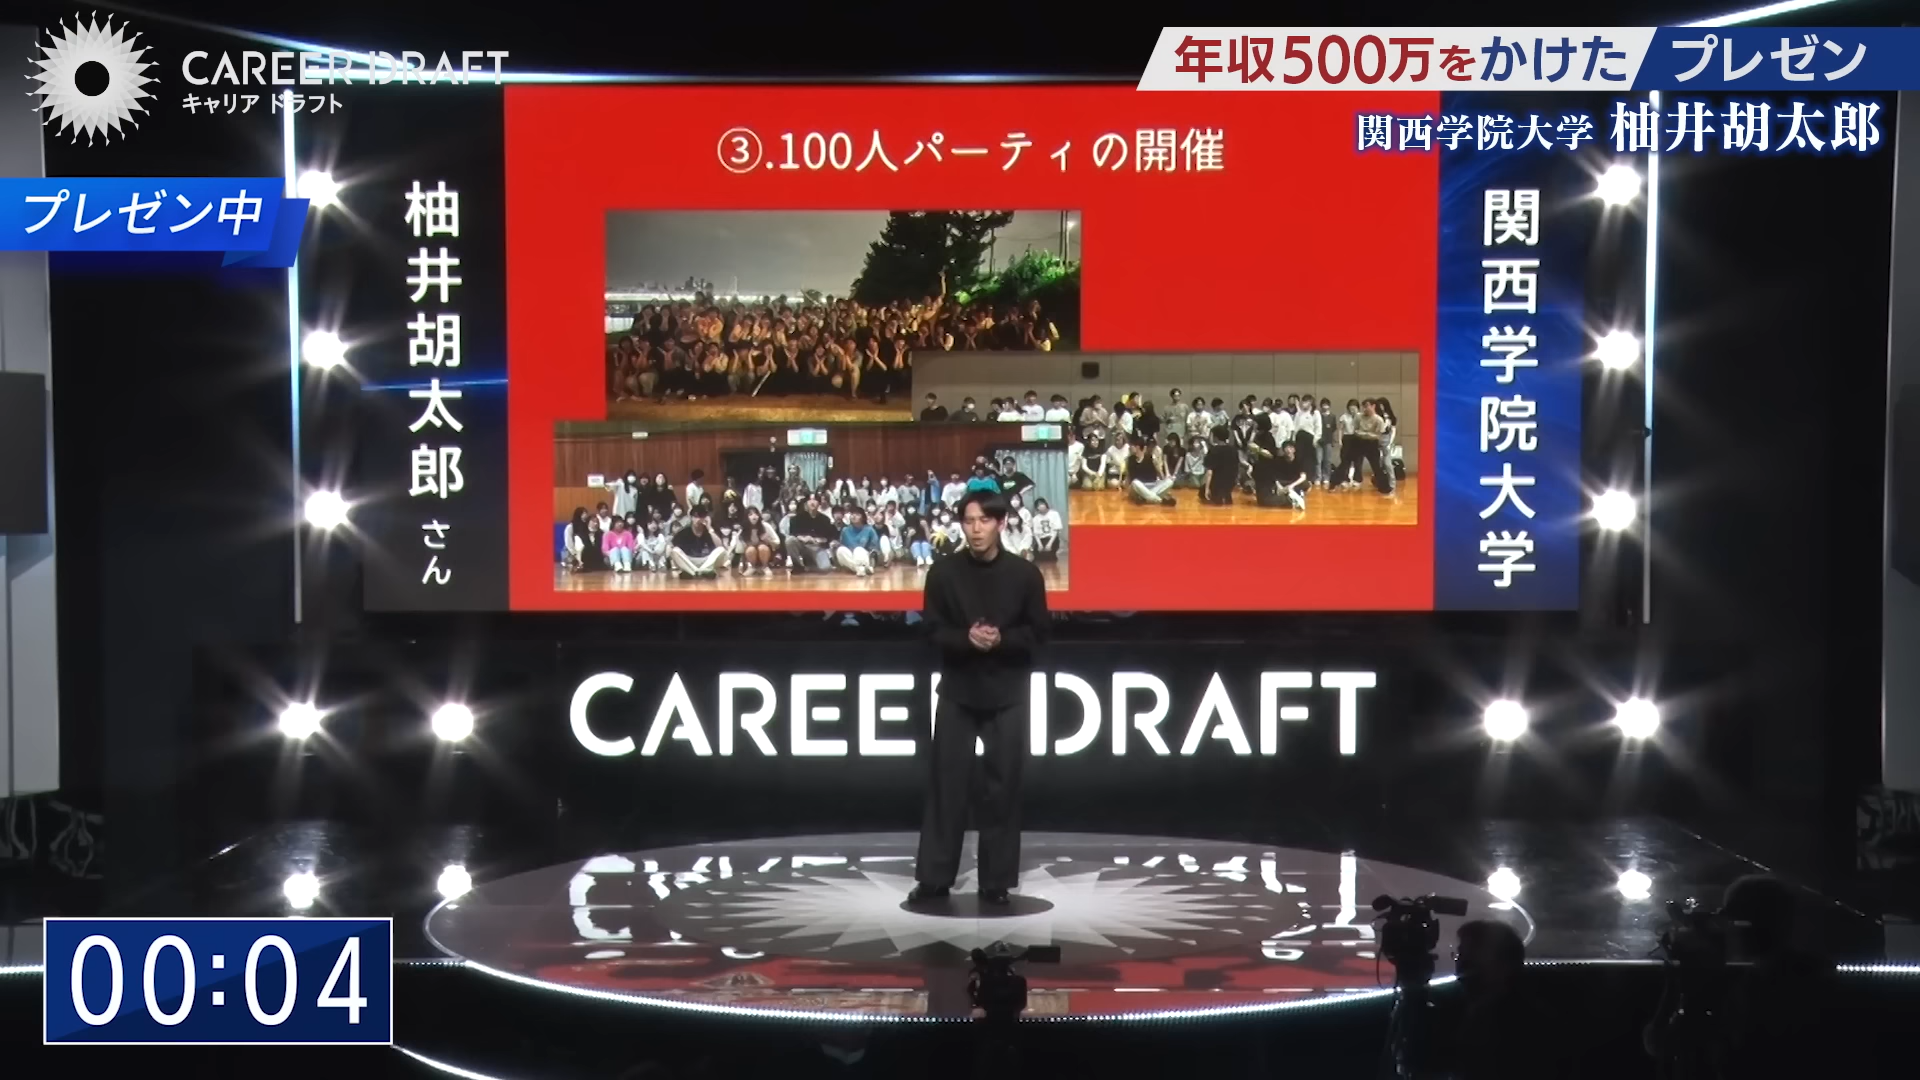 CAREER DRAFT
キャリア ドラフト
年収500万をかけた プレゼン
関西学院大学 柚井胡太郎
プレゼン中
柚井胡太郎さん
③.100人パーティの開催
関西学院大学
CAREER DRAFT
00:04